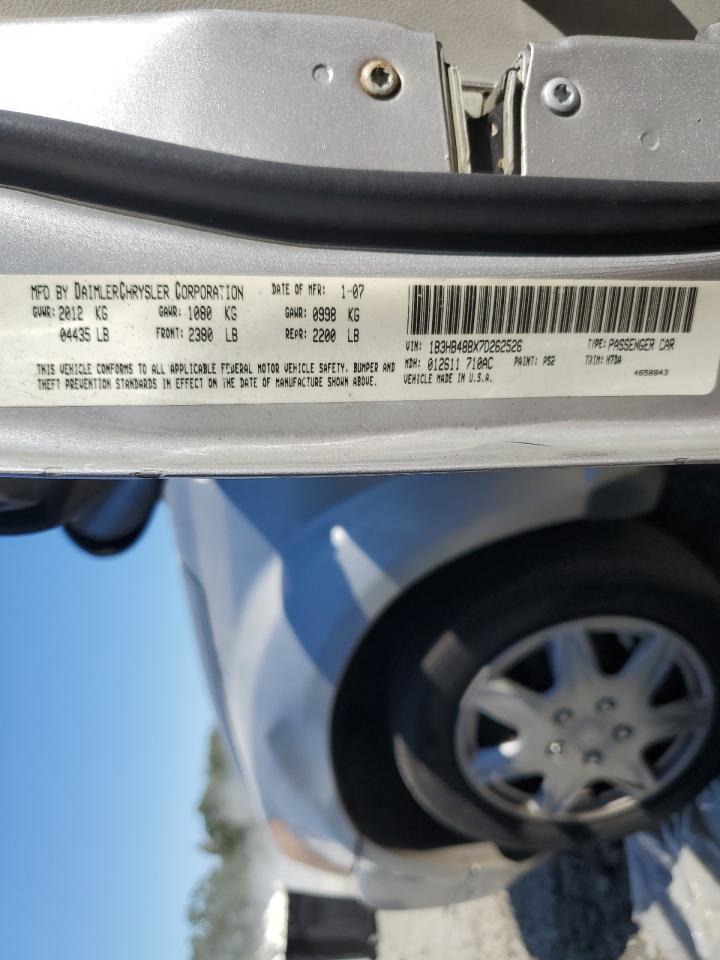 MFD BY DAIMLERCHRYSLER CORPORATION DATE OF MFR: 1-07
GVWR: 2012 KG GAWR: 1080 KG GAWR: 0998 KG
04435 LB FRONT: 2380 LB REAR: 2200 LB
THIS VEHICLE CONFORMS TO ALL APPLICABLE FEDERAL MOTOR VEHICLE SAFETY, BUMPER AND
THEFT PREVENTION STANDARDS IN EFFECT ON THE DATE OF MANUFACTURE SHOWN ABOVE.
VIN: 1B3HB48BX7D262526 TYPE: PASSENGER CAR
MDH: 012611 710AC PAINT: PS2 TRIM: H7DA
VEHICLE MADE IN U.S.A. 4658843